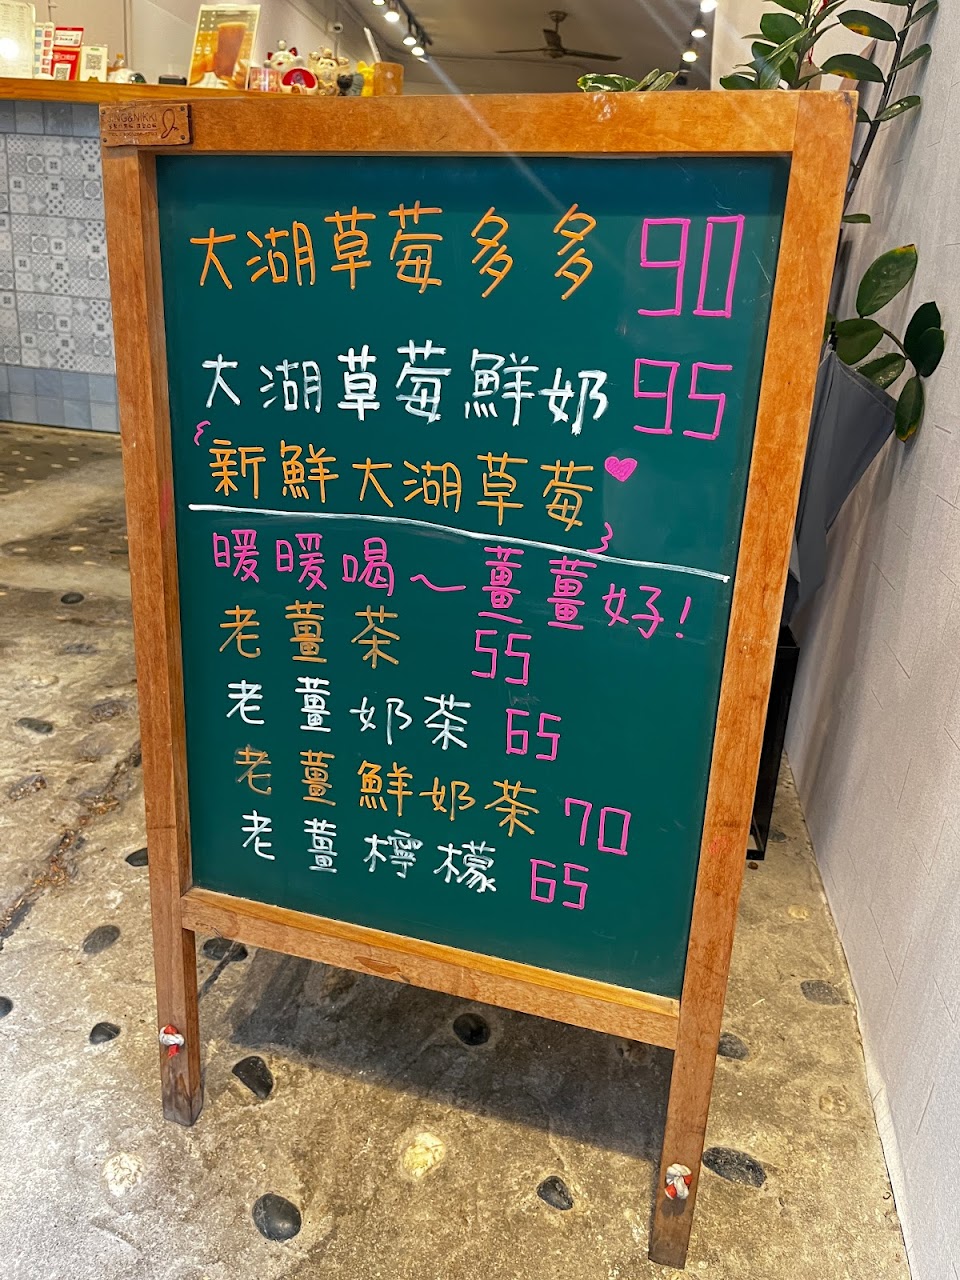 大湖草莓多多 90
大湖草莓鮮奶 95
新鮮大湖草莓
暖暖喝～薑薑好!
老薑茶 55
老薑奶茶 65
老薑鮮奶茶 70
老薑檸檬 65